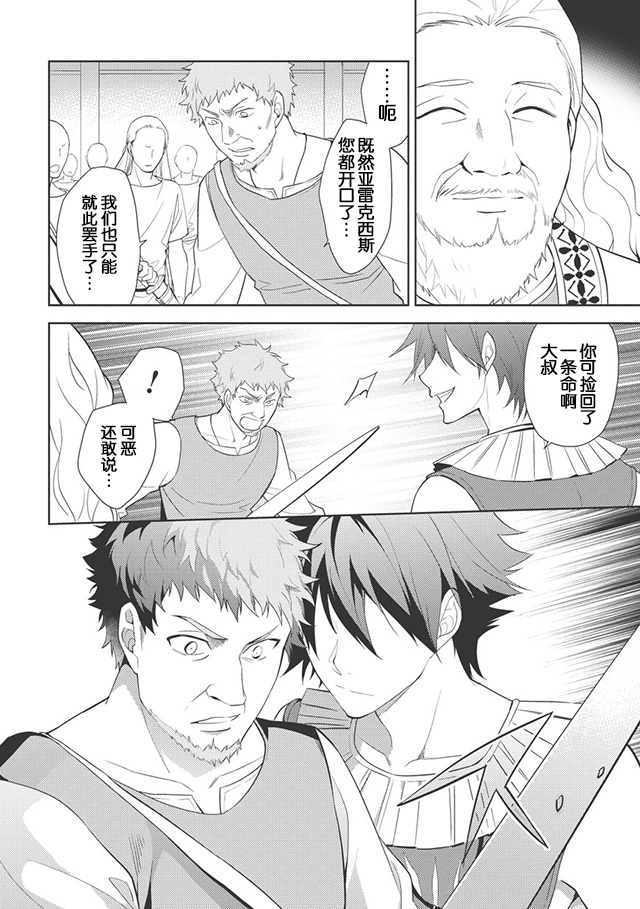 呃
既然亚雷克西斯
您都开口了…
我们也只能
就此罢手了…
你可捡回了
一条命啊
大叔
！
可恶
还敢说…